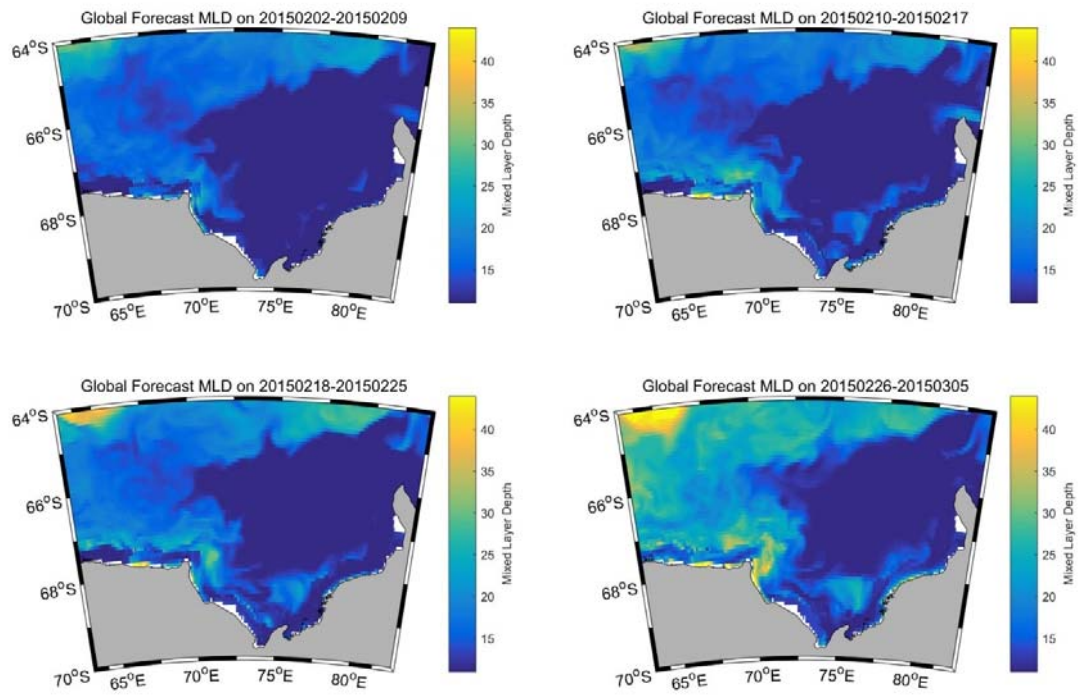 Global Forecast MLD on 20150202-20150209
64°S
66°S
68°S
70°S
65°E
70°E
75°E
80°E
40
35
30
25
20
15
Mixed Layer Depth
Global Forecast MLD on 20150210-20150217
64°S
66°S
68°S
70°S
65°E
70°E
75°E
80°E
40
35
30
25
20
15
Mixed Layer Depth
Global Forecast MLD on 20150218-20150225
64°S
66°S
68°S
70°S
65°E
70°E
75°E
80°E
40
35
30
25
20
15
Mixed Layer Depth
Global Forecast MLD on 20150226-20150305
64°S
66°S
68°S
70°S
65°E
70°E
75°E
80°E
40
35
30
25
20
15
Mixed Layer Depth